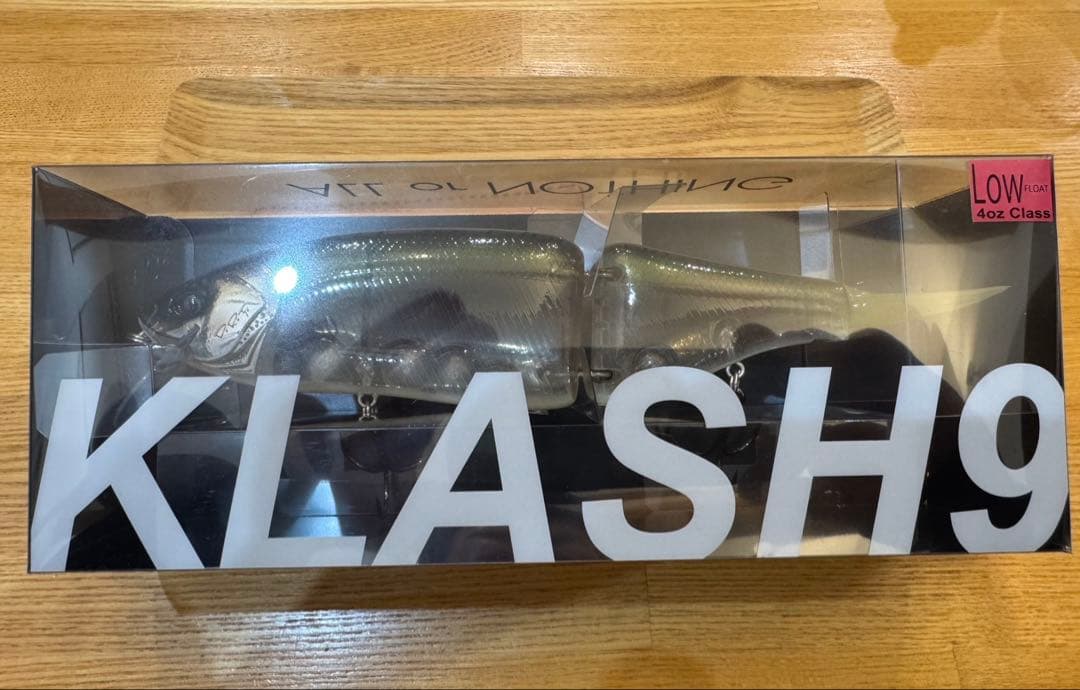 ALL or NOTHING
LOW FLOAT
4oz Class
D.R.T.
KLASH9